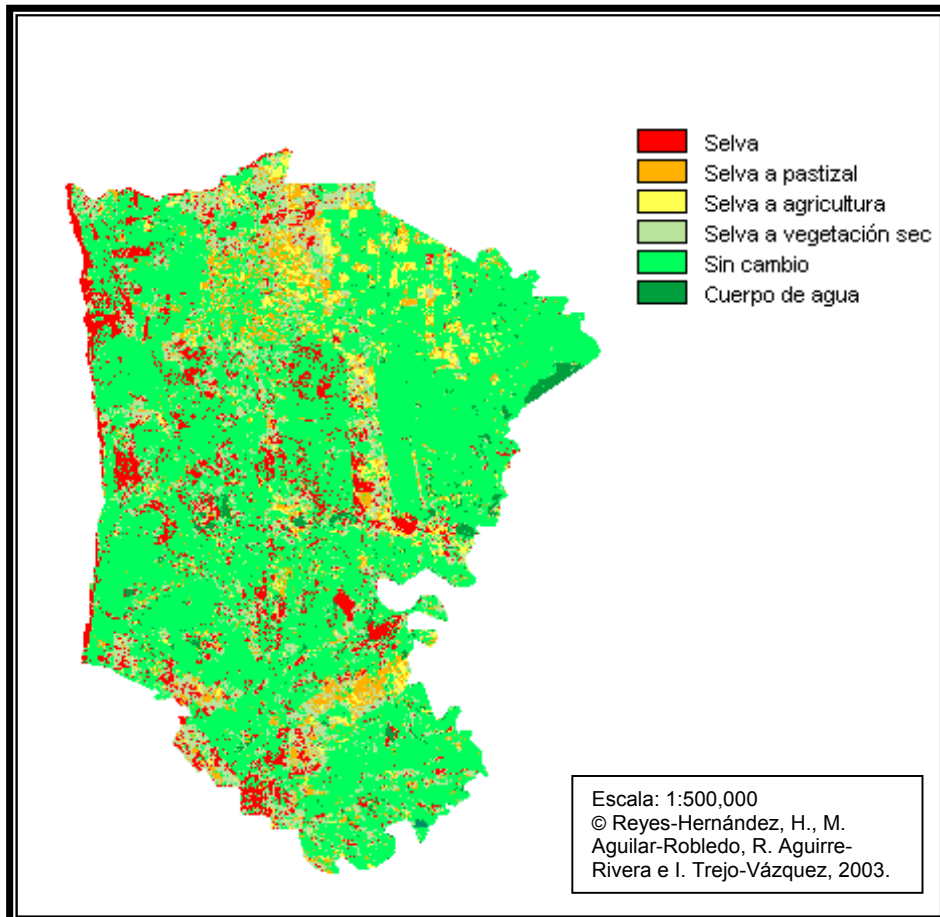 Selva
Selva a pastizal
Selva a agricultura
Selva a vegetación sec
Sin cambio
Cuerpo de agua
Escala: 1:500,000
© Reyes-Hernández, H., M.
Aguilar-Robledo, R. Aguirre-
Rivera e I. Trejo-Vázquez, 2003.